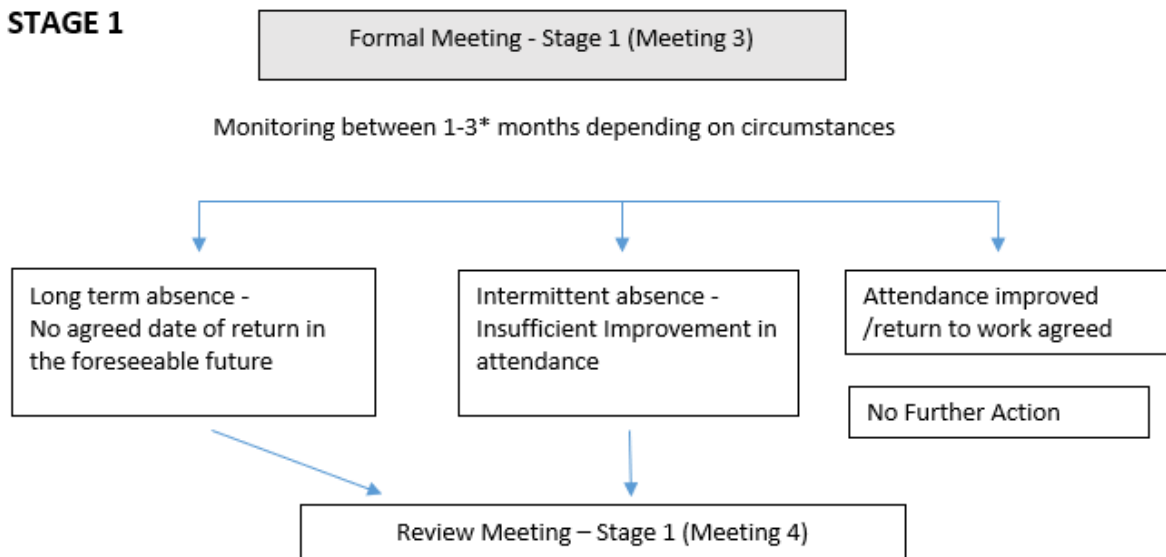 STAGE 1
Formal Meeting - Stage 1 (Meeting 3)
Monitoring between 1-3* months depending on circumstances
Long term absence -
No agreed date of return in
the foreseeable future
Intermittent absence -
Insufficient Improvement in
attendance
Attendance improved
/return to work agreed
No Further Action
Review Meeting – Stage 1 (Meeting 4)